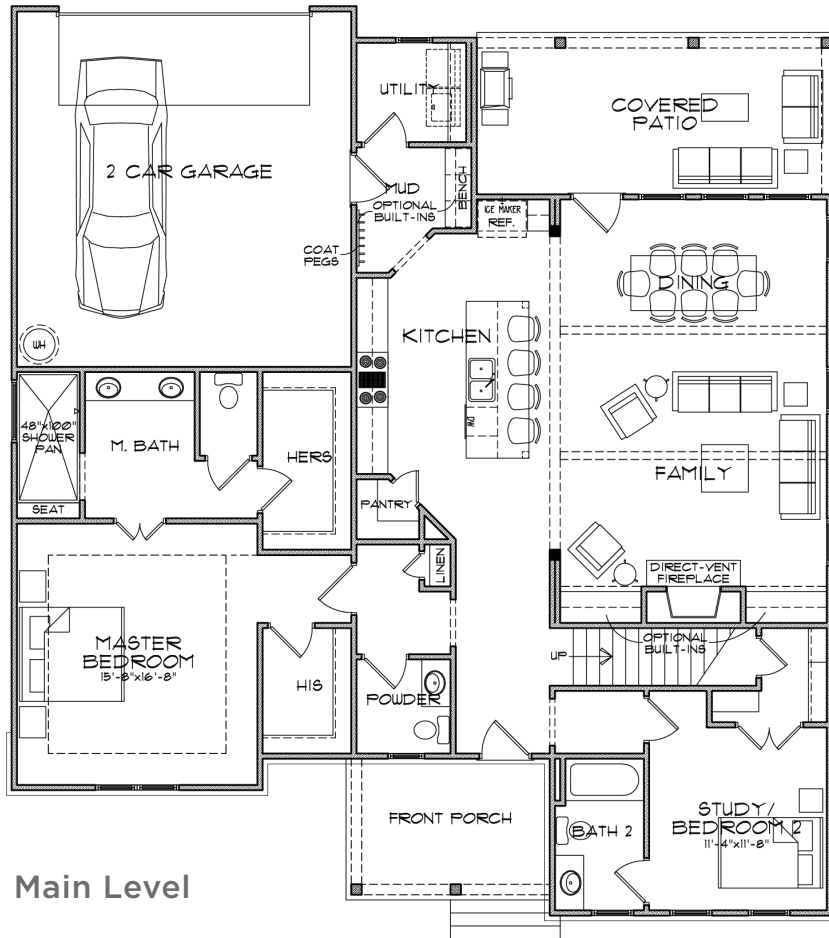 UTILITY
COVERED
PATIO
2 CAR GARAGE
MUD
OPTIONAL
BUILT-INS
BENCH
ICE MAKER
REF.
COAT
PEGS
DINING
WH
KITCHEN
DW
48"x100"
SHOWER
PAN
SEAT
M. BATH
HERS
PANTRY
FAMILY
LINEN
DIRECT-VENT
FIREPLACE
OPTIONAL
BUILT-INS
UP
MASTER
BEDROOM
15'-8"x16'-8"
HIS
POWDER
FRONT PORCH
BATH 2
STUDY/
BEDROOM 2
11'-4"x11'-8"
Main Level